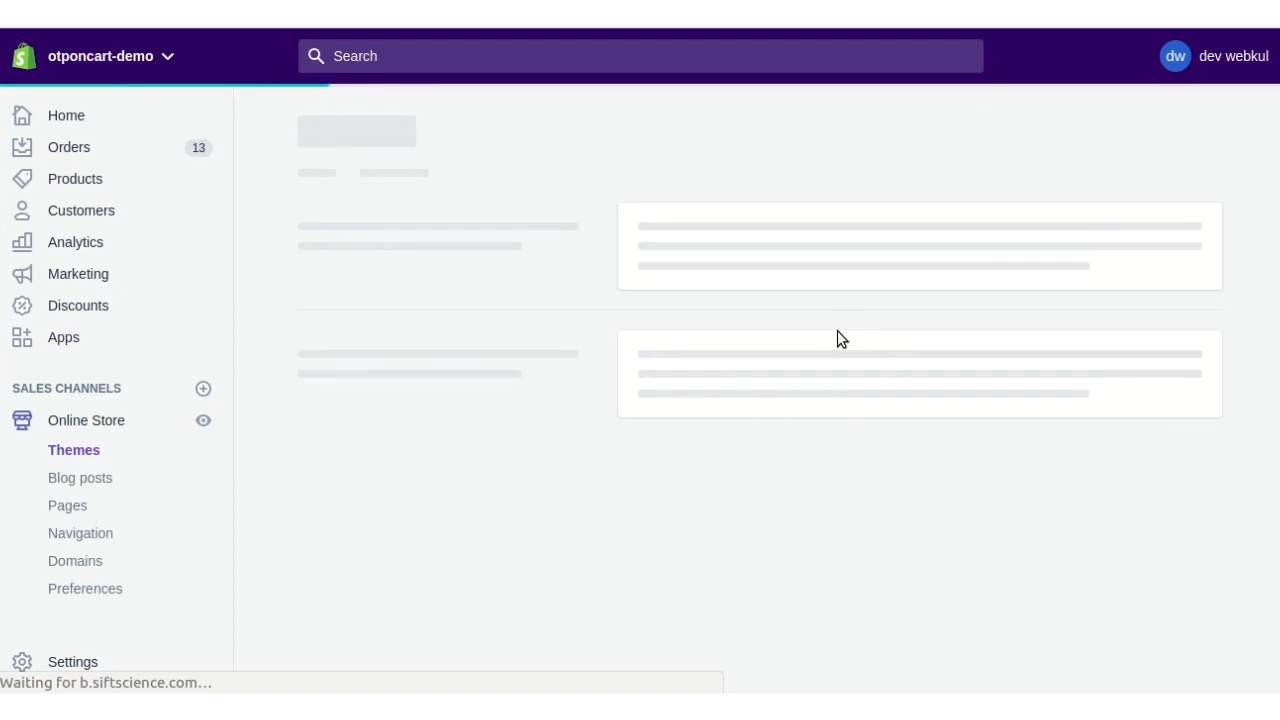 otponcart-demo
Search
dw dev webkul
Home
Orders 13
Products
Customers
Analytics
Marketing
Discounts
Apps
SALES CHANNELS
Online Store
Themes
Blog posts
Pages
Navigation
Domains
Preferences
Settings
Waiting for b.siftscience.com...